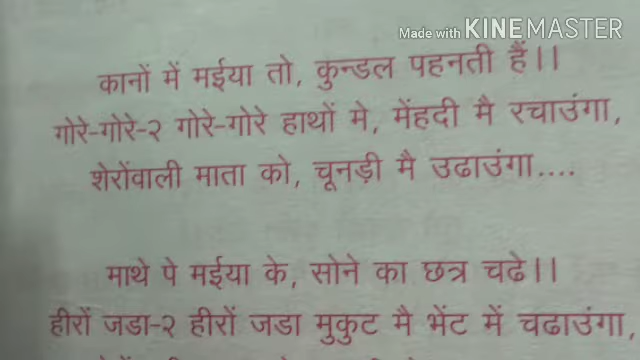 Made with KINEMASTER
कानों में मईया तो, कुन्डल पहनती हैं।।
गोरे-गोरे-२ गोरे-गोरे हाथों मे, मेंहदी मै रचाउंगा,
शेरोंवाली माता को, चूनड़ी मै उढाउंगा....
माथे पे मईया के, सोने का छत्र चढे।।
हीरों जडा-२ हीरों जडा मुकुट मै भेंट में चढाउंगा,